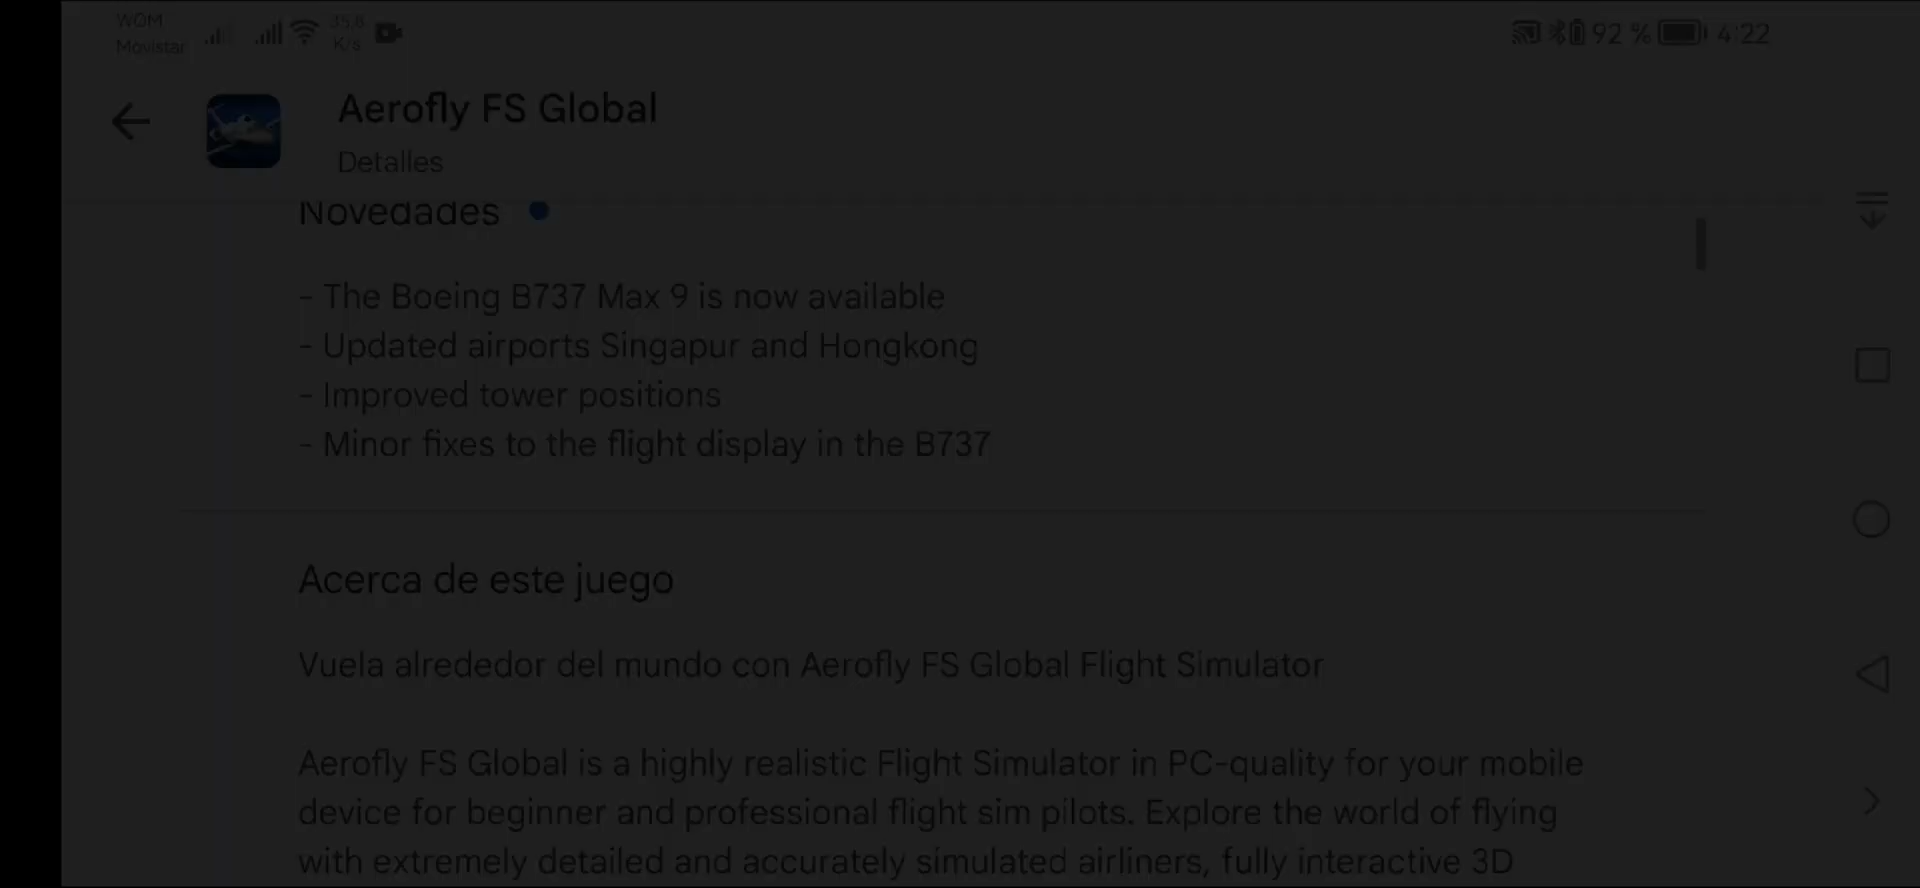 WOM
Movistar
35,8
K/s
92 %
4:22
Aerofly FS Global
Detalles
Novedades
- The Boeing B737 Max 9 is now available
- Updated airports Singapur and Hongkong
- Improved tower positions
- Minor fixes to the flight display in the B737
Acerca de este juego
Vuela alrededor del mundo con Aerofly FS Global Flight Simulator
Aerofly FS Global is a highly realistic Flight Simulator in PC-quality for your mobile
device for beginner and professional flight sim pilots. Explore the world of flying
with extremely detailed and accurately simulated airliners, fully interactive 3D